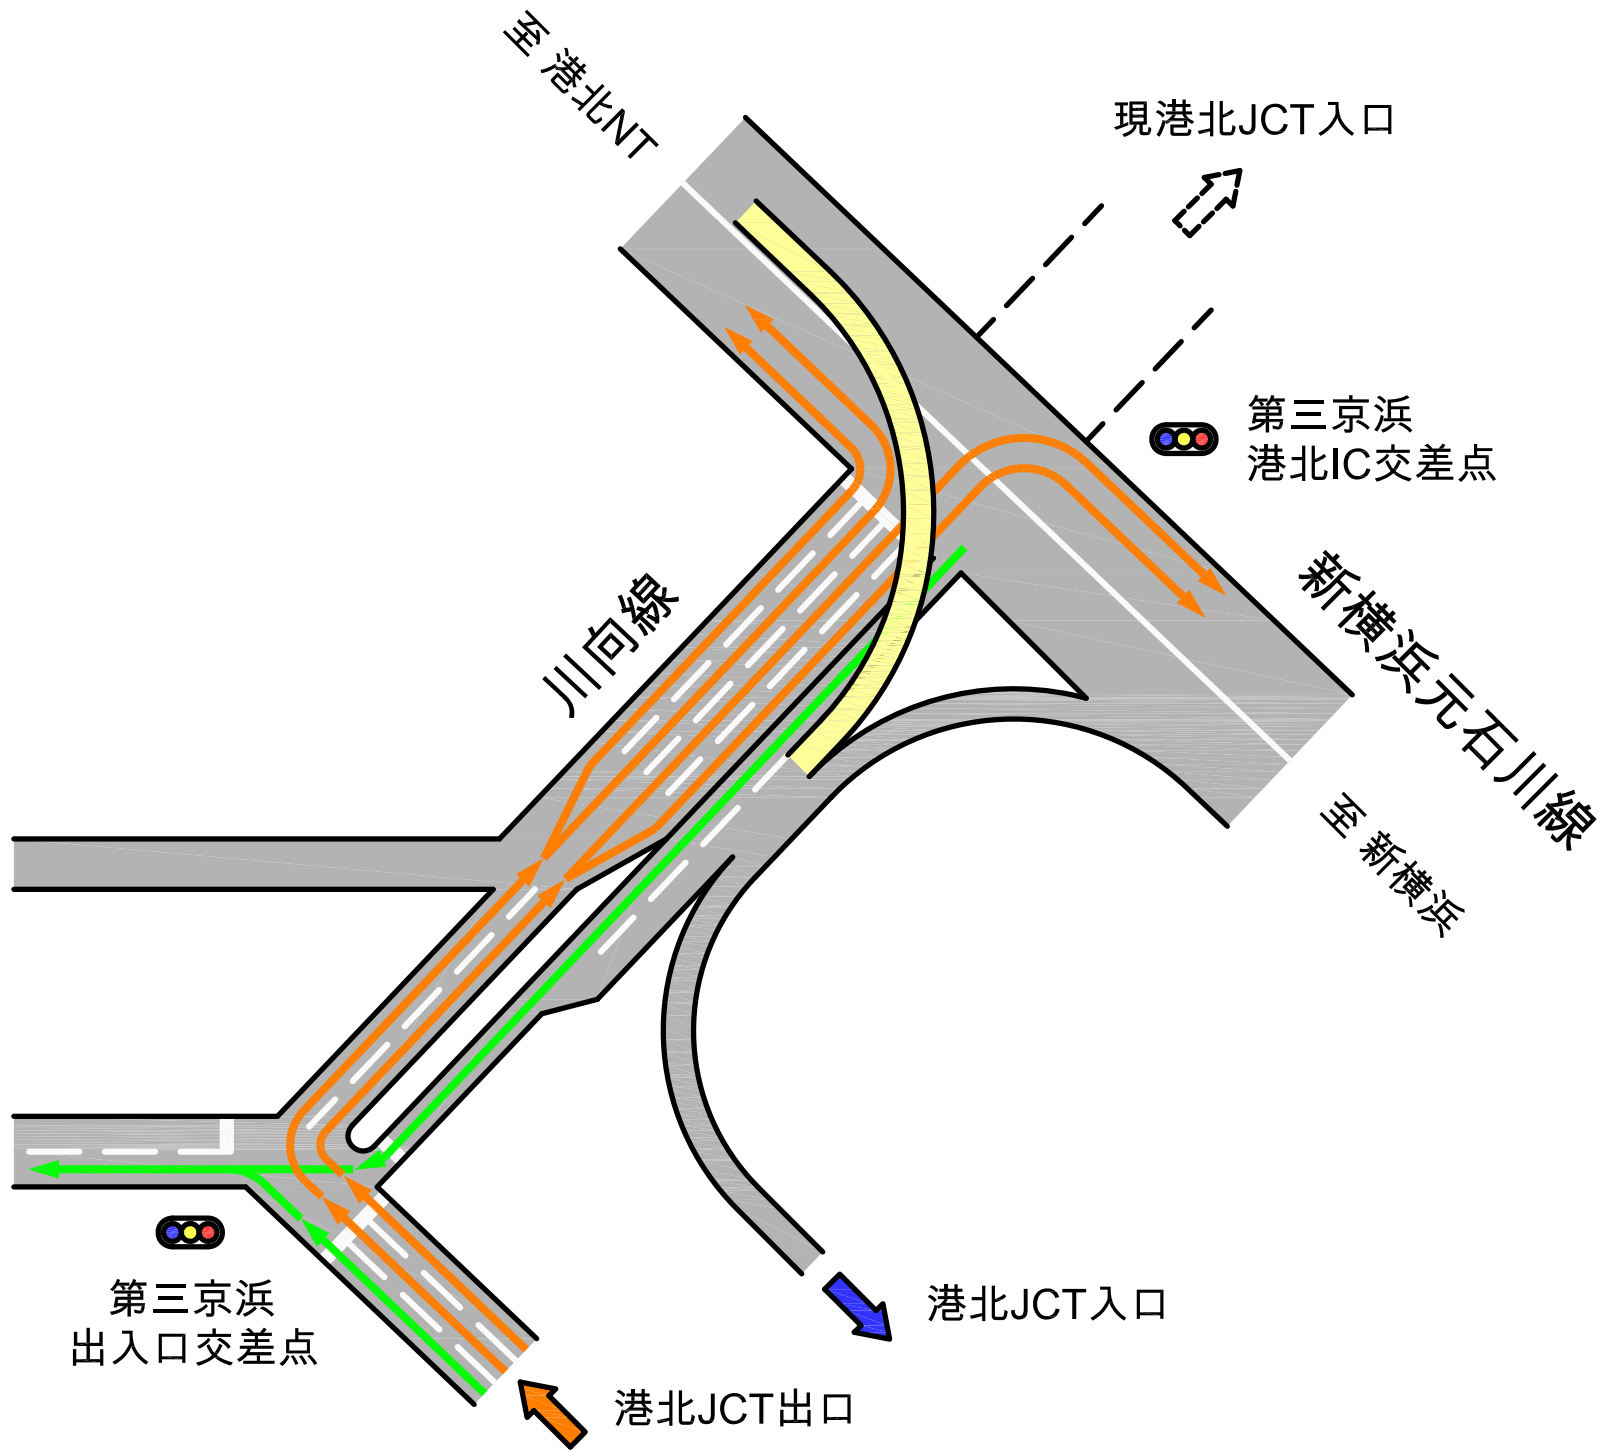 至 港北NT
現港北JCT入口
第三京浜
港北IC交差点
川向線
新横浜元石川線
至 新横浜
第三京浜
出入口交差点
港北JCT入口
港北JCT出口